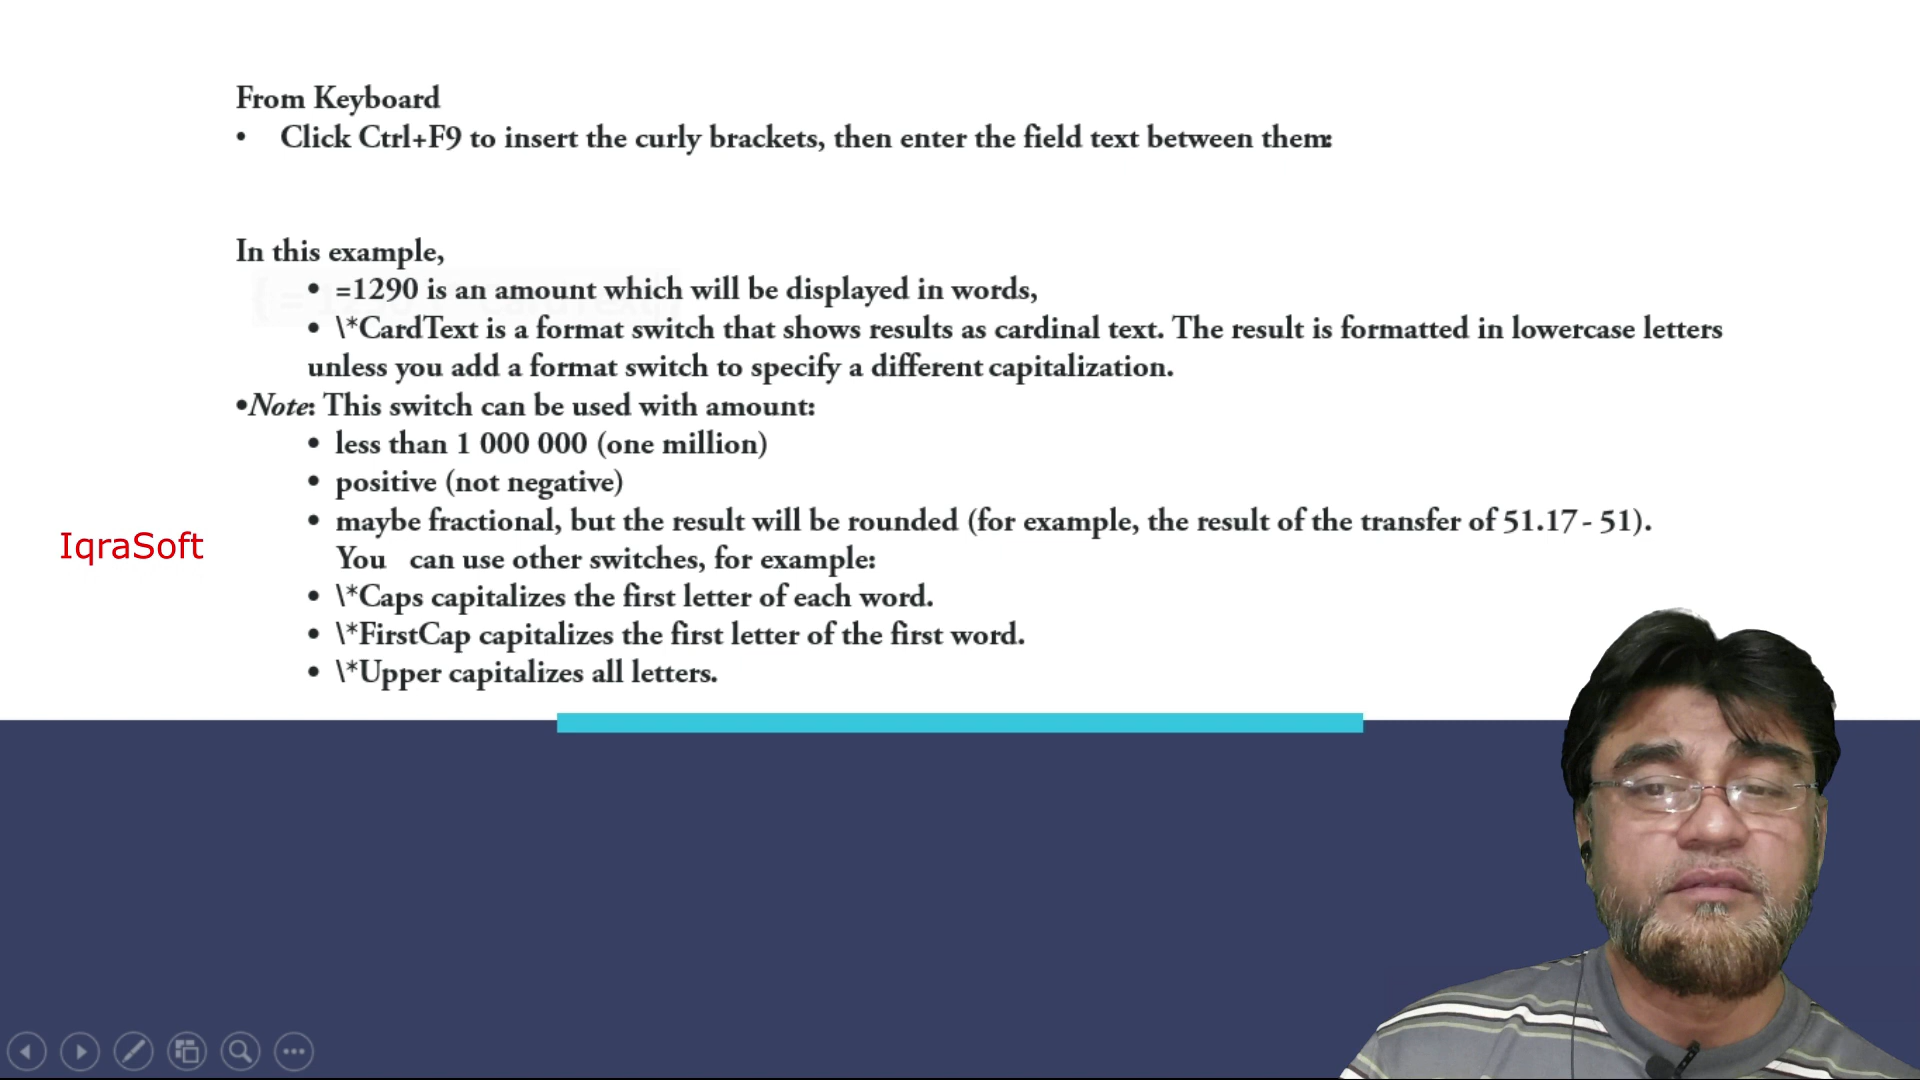 From Keyboard
• Click Ctrl+F9 to insert the curly brackets, then enter the field text between them:
In this example,
• =1290 is an amount which will be displayed in words,
• \*CardText is a format switch that shows results as cardinal text. The result is formatted in lowercase letters
unless you add a format switch to specify a different capitalization.
•Note: This switch can be used with amount:
• less than 1 000 000 (one million)
• positive (not negative)
• maybe fractional, but the result will be rounded (for example, the result of the transfer of 51.17 - 51).
You can use other switches, for example:
• \*Caps capitalizes the first letter of each word.
• \*FirstCap capitalizes the first letter of the first word.
• \*Upper capitalizes all letters.
IqraSoft